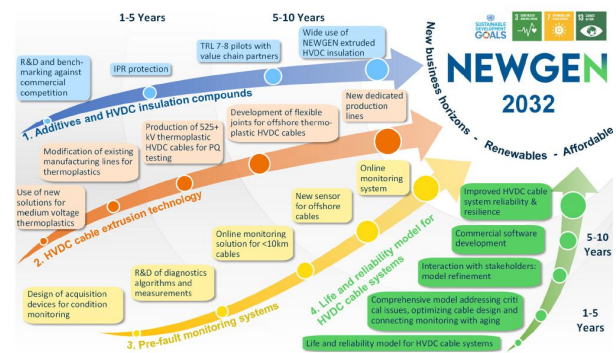 1-5 Years
5-10 Years
SUSTAINABLE
DEVELOPMENT
GOALS
R&D and bench-
marking against
commercial
competition
IPR protection
TRL 7-8 pilots with
value chain partners
Wide use of
NEWGEN extruded
HVDC insulation
1. Additives and HVDC insulation compounds
NEWGEN
2032
New business horizons - Renewables - Affordable
Use of new
solutions for
medium voltage
thermoplastics
Modification of existing
manufacturing lines for
thermoplastics
Production of 525+
kV thermoplastic
HVDC cables for PQ
testing
Development of flexible
joints for offshore thermo-
plastic HVDC cables
New dedicated
production
lines
2. HVDC cable extrusion technology
Design of acquisition
devices for condition
monitoring
R&D of diagnostics
algorithms and
measurements
Online monitoring
solution for <10km
cables
New sensor
for offshore
cables
Online
monitoring
system
3. Pre-fault monitoring systems
4. Life and reliability model for
HVDC cable systems
Improved HVDC cable
system reliability &
resilience
Commercial software
development
Interaction with stakeholders:
model refinement
Comprehensive model addressing criti
cal issues, optimizing cable design and
connecting monitoring with aging
Life and reliability model for HVDC cable systems
5-10
Years
1-5
Years